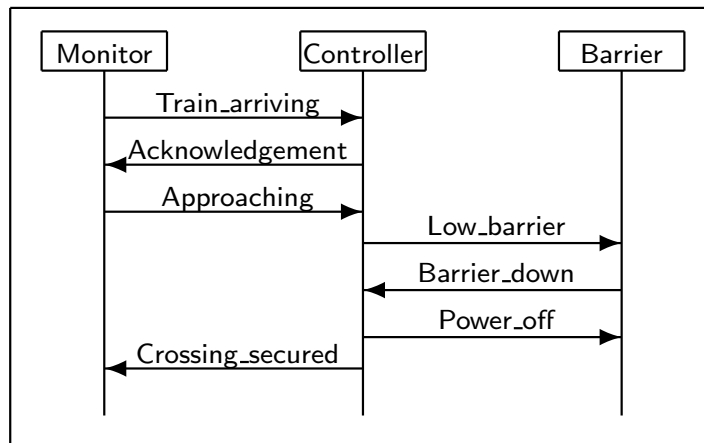 Monitor Controller Barrier
Train_arriving
Acknowledgement
Approaching
Low_barrier
Barrier_down
Power_off
Crossing_secured